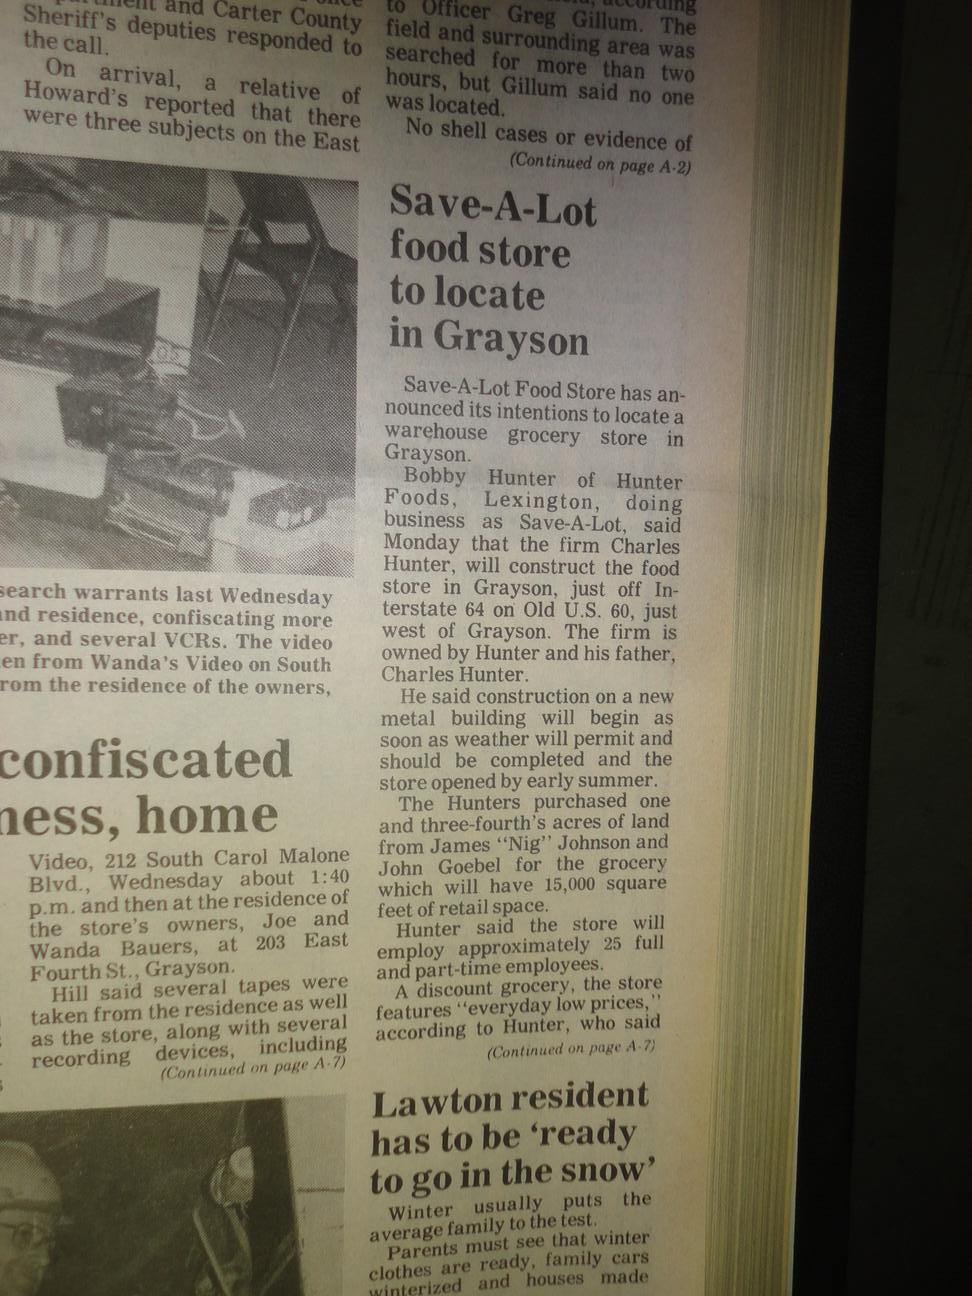 and Carter County
Sheriff's deputies responded to
the call.
On arrival, a relative of
Howard's reported that there
were three subjects on the East
to Officer Greg Gillum. The
field and surrounding area was
searched for more than two
hours, but Gillum said no one
was located.
No shell cases or evidence of
(Continued on page A-2)
search warrants last Wednesday
and residence, confiscating more
er, and several VCRs. The video
en from Wanda's Video on South
rom the residence of the owners,
confiscated
ness, home
Video, 212 South Carol Malone
Blvd., Wednesday about 1:40
p.m. and then at the residence of
the store's owners, Joe and
Wanda Bauers, at 203 East
Fourth St., Grayson.
Hill said several tapes were
taken from the residence as well
as the store, along with several
recording devices, including
(Continued on page A-7)
Save-A-Lot
food store
to locate
in Grayson
Save-A-Lot Food Store has an-
nounced its intentions to locate a
warehouse grocery store in
Grayson.
Bobby Hunter of Hunter
Foods, Lexington, doing
business as Save-A-Lot, said
Monday that the firm Charles
Hunter, will construct the food
store in Grayson, just off In-
terstate 64 on Old U.S. 60, just
west of Grayson. The firm is
owned by Hunter and his father,
Charles Hunter.
He said construction on a new
metal building will begin as
soon as weather will permit and
should be completed and the
store opened by early summer.
The Hunters purchased one
and three-fourth's acres of land
from James "Nig" Johnson and
John Goebel for the grocery
which will have 15,000 square
feet of retail space.
Hunter said the store will
employ approximately 25 full
and part-time employees.
A discount grocery, the store
features "everyday low prices,"
according to Hunter, who said
(Continued on page A-7)
Lawton resident
has to be 'ready
to go in the snow'
Winter usually puts the
average family to the test.
Parents must see that winter
clothes are ready, family cars
winterized and houses made